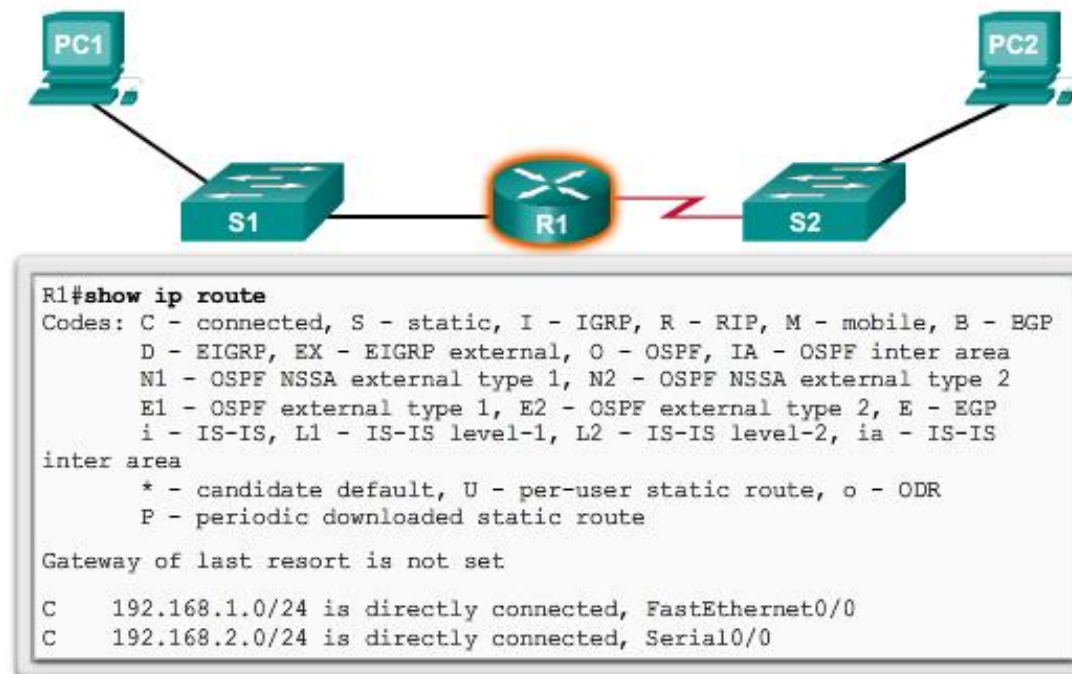 PC1
PC2
S1
R1
S2
R1#show ip route
Codes: C - connected, S - static, I - IGRP, R - RIP, M - mobile, B - BGP
D - EIGRP, EX - EIGRP external, O - OSPF, IA - OSPF inter area
N1 - OSPF NSSA external type 1, N2 - OSPF NSSA external type 2
E1 - OSPF external type 1, E2 - OSPF external type 2, E - EGP
i - IS-IS, L1 - IS-IS level-1, L2 - IS-IS level-2, ia - IS-IS
inter area
* - candidate default, U - per-user static route, o - ODR
P - periodic downloaded static route
Gateway of last resort is not set
C 192.168.1.0/24 is directly connected, FastEthernet0/0
C 192.168.2.0/24 is directly connected, Serial0/0